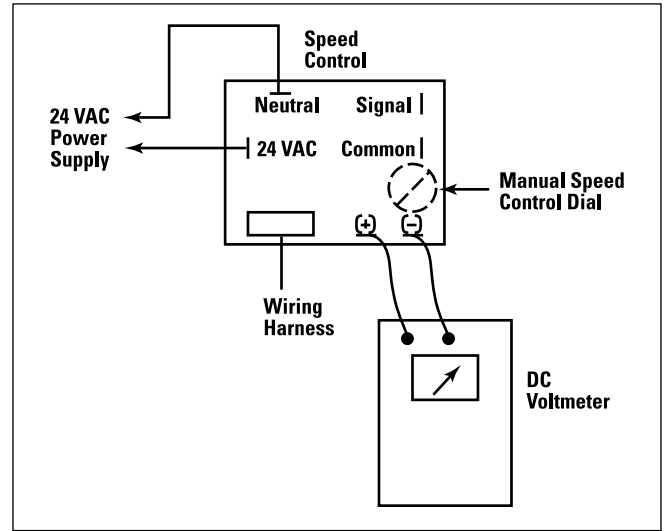 Speed
Control
Neutral
Signal
24 VAC
Power
Supply
24 VAC
Common
Manual Speed
Control Dial
(+)
(−)
Wiring
Harness
DC
Voltmeter